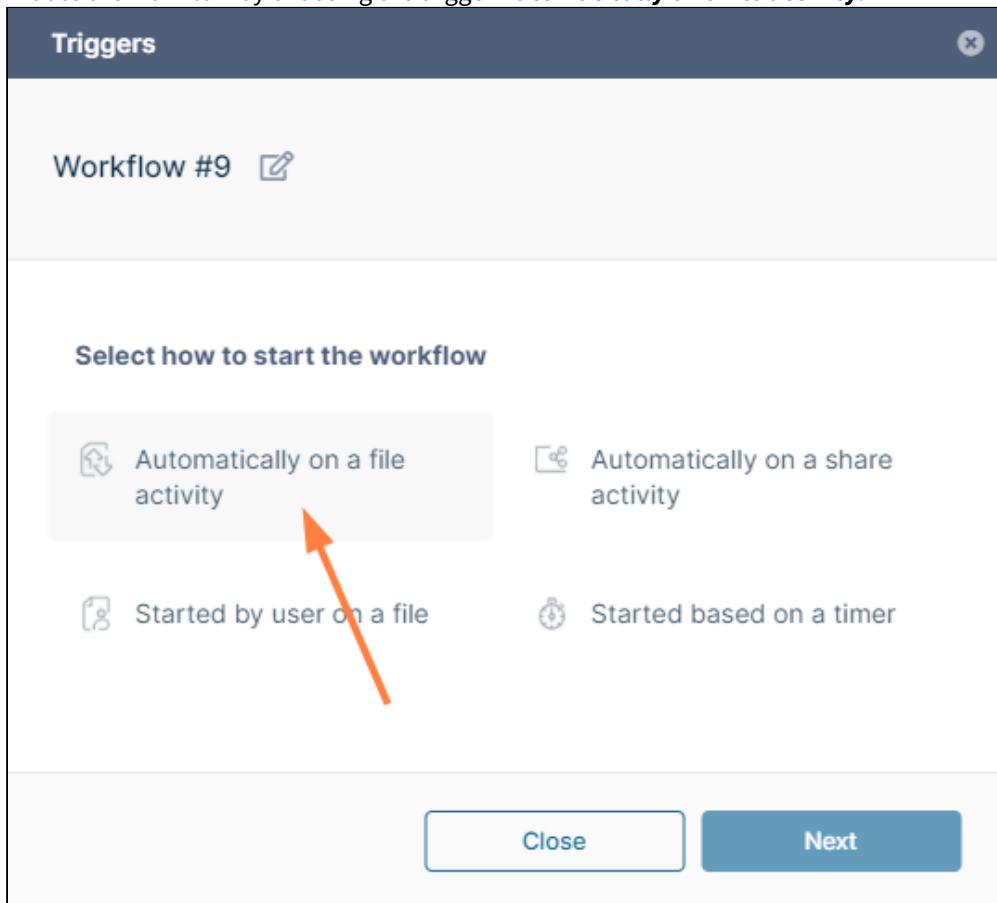 Triggers
Workflow #9
Select how to start the workflow
Automatically on a file
activity
Automatically on a share
activity
Started by user on a file
Started based on a timer
Close
Next